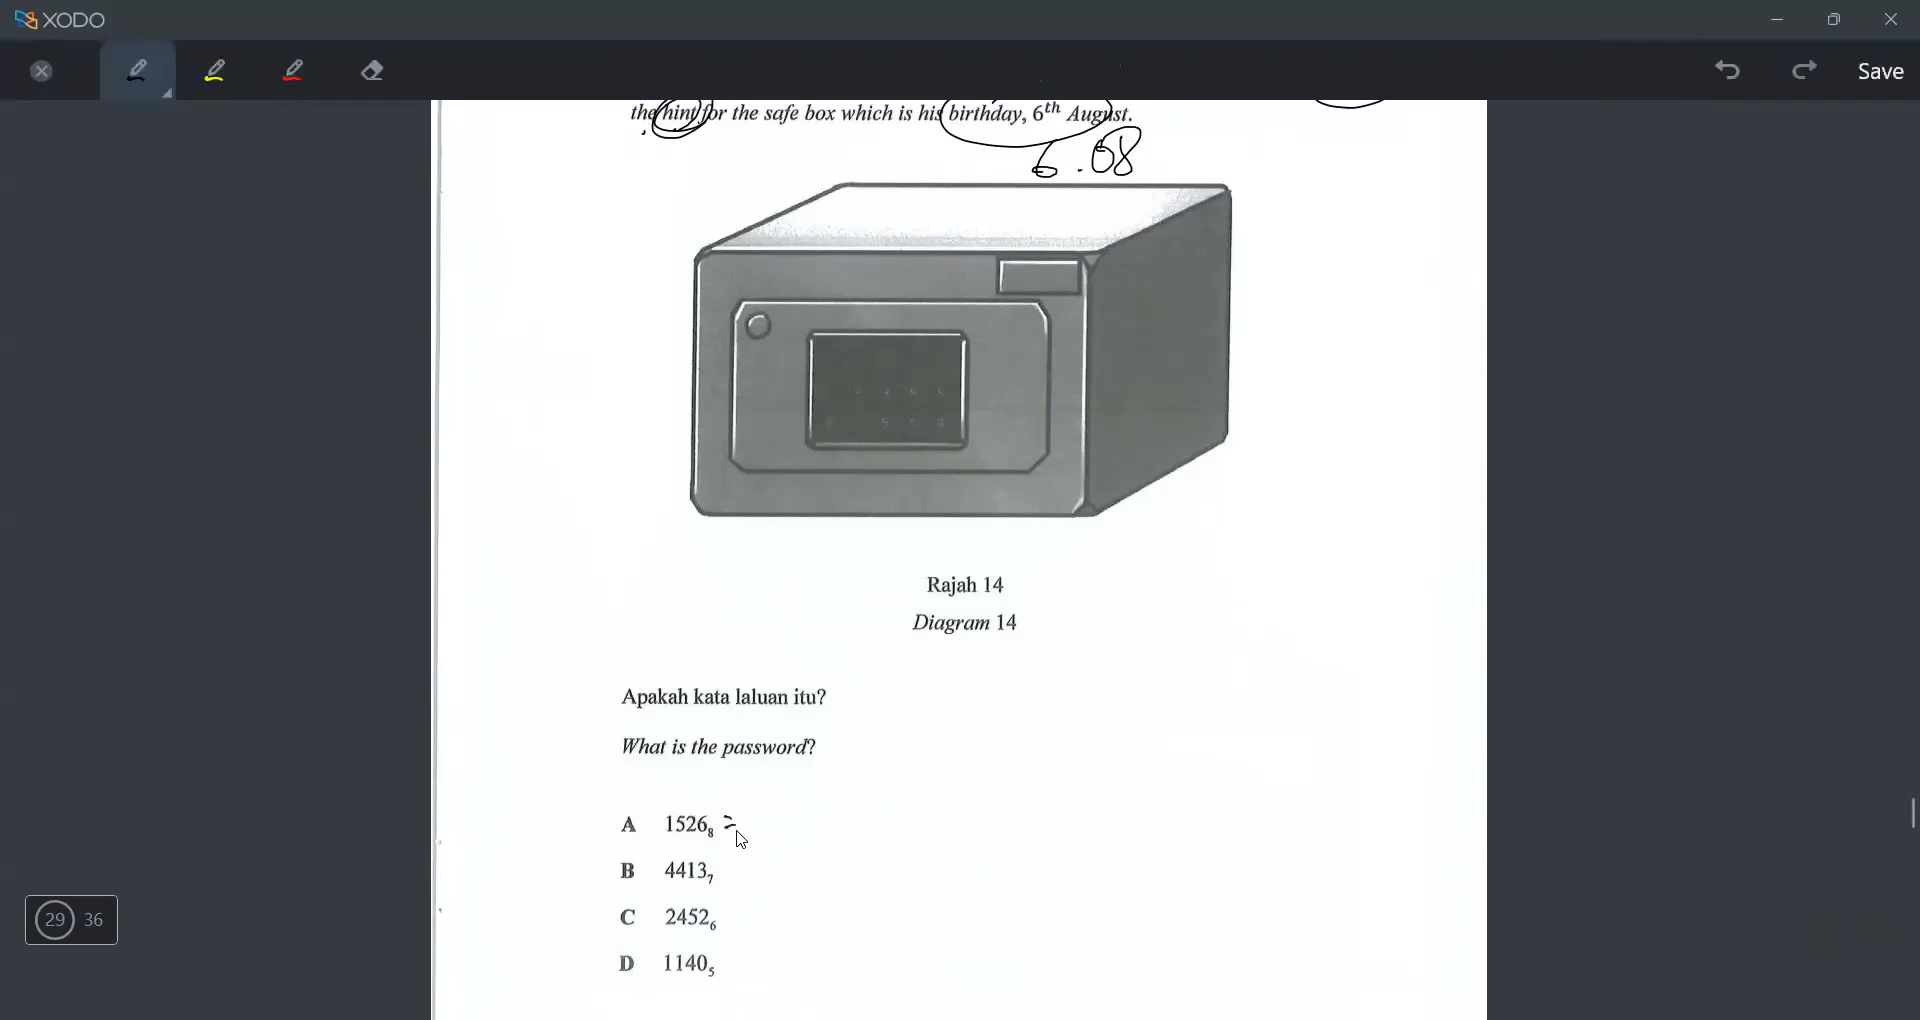 XODO
Save
the hint for the safe box which is his birthday, 6th August.
6.08
Rajah 14
Diagram 14
Apakah kata laluan itu?
What is the password?
A 1526₈ =
B 4413₇
C 2452₆
D 1140₅
29 36